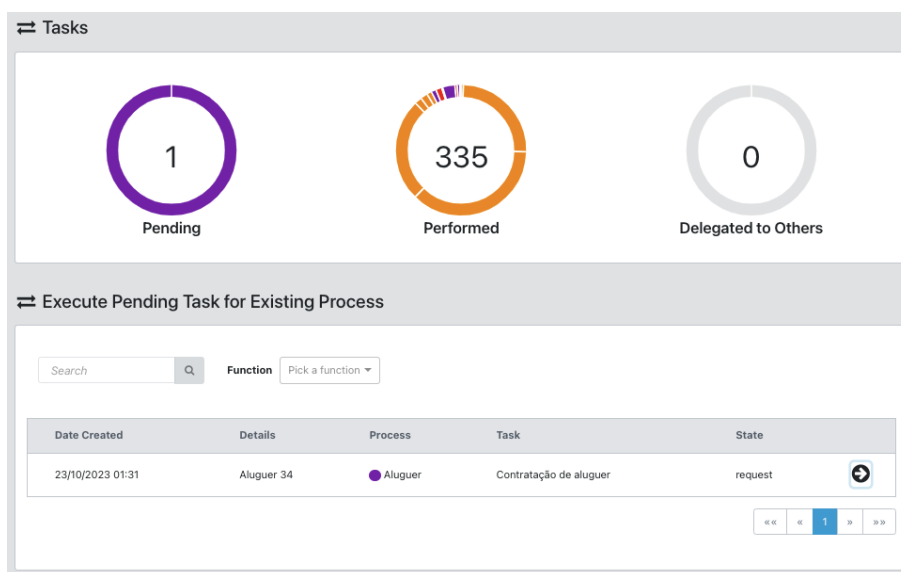 Tasks
1
335
0
Pending
Performed
Delegated to Others
Execute Pending Task for Existing Process
Search
Function
Pick a function
Date Created Details Process Task State
23/10/2023 01:31 Aluguer 34 Aluguer Contratação de aluguer request
«« « 1 » »»